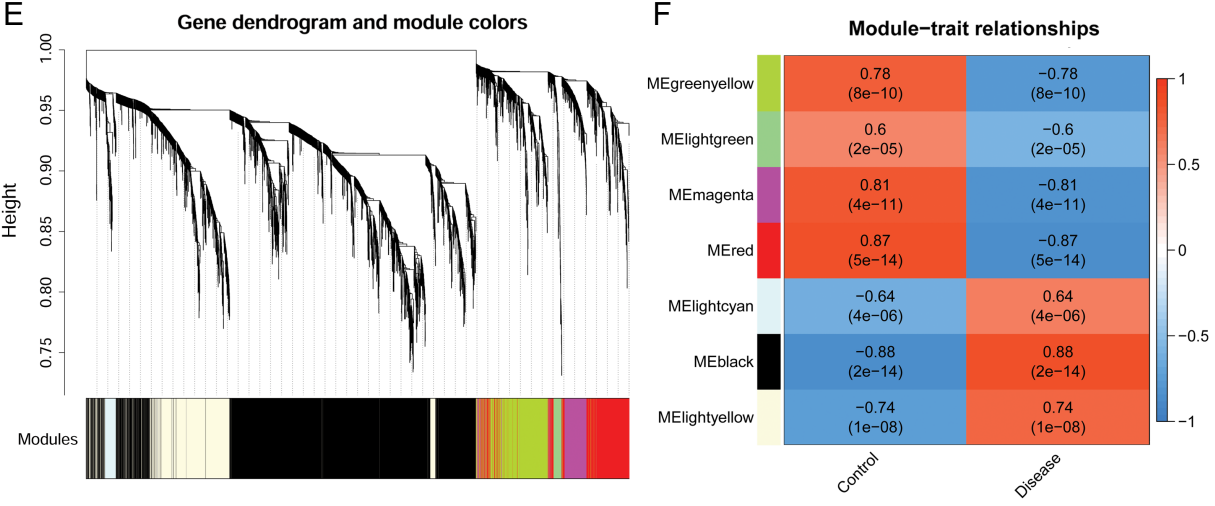 E
Gene dendrogram and module colors
Height
1.00
0.95
0.90
0.85
0.80
0.75
Modules
F
Module−trait relationships
MEgreenyellow
0.78
(8e−10)
−0.78
(8e−10)
MElightgreen
0.6
(2e−05)
−0.6
(2e−05)
MEmagenta
0.81
(4e−11)
−0.81
(4e−11)
MEred
0.87
(5e−14)
−0.87
(5e−14)
MElightcyan
−0.64
(4e−06)
0.64
(4e−06)
MEblack
−0.88
(2e−14)
0.88
(2e−14)
MElightyellow
−0.74
(1e−08)
0.74
(1e−08)
Control
Disease
1
0.5
0
−0.5
−1